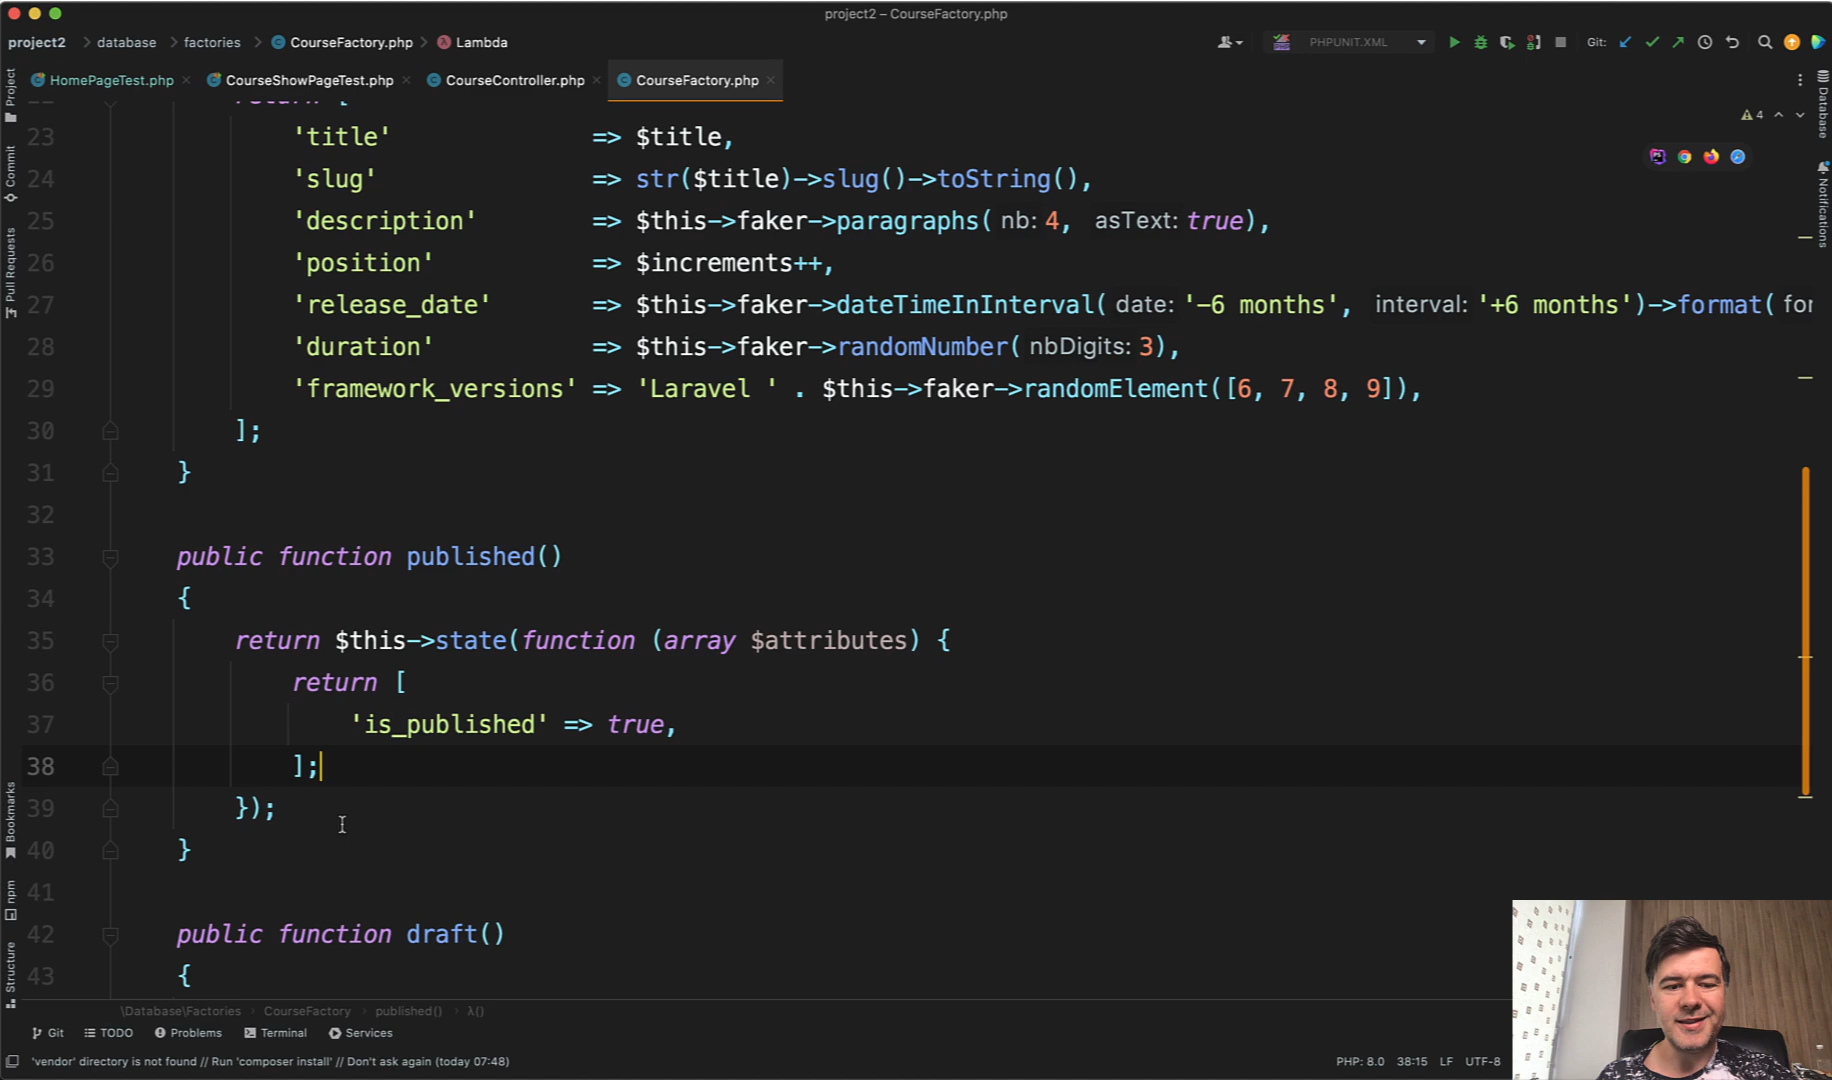 project2 – CourseFactory.php
project2 database factories CourseFactory.php Lambda PHPUNIT.XML Git:
HomePageTest.php CourseShowPageTest.php CourseController.php CourseFactory.php
return [
4
23 'title' => $title,
24 'slug' => str($title)->slug()->toString(),
25 'description' => $this->faker->paragraphs( nb: 4, asText: true),
26 'position' => $increments++,
27 'release_date' => $this->faker->dateTimeInInterval( date: '-6 months', interval: '+6 months')->format( for
28 'duration' => $this->faker->randomNumber( nbDigits: 3),
29 'framework_versions' => 'Laravel ' . $this->faker->randomElement([6, 7, 8, 9]),
30 ];
31 }
32
33 public function published()
34 {
35 return $this->state(function (array $attributes) {
36 return [
37 'is_published' => true,
38 ];
39 });
40 }
41
42 public function draft()
43 {
\Database\Factories CourseFactory published() λ()
Git TODO Problems Terminal Services
'vendor' directory is not found // Run 'composer install' // Don't ask again (today 07:48) PHP: 8.0 38:15 LF UTF-8
Project
Commit
Pull Requests
Bookmarks
npm
Structure
Database
Notifications